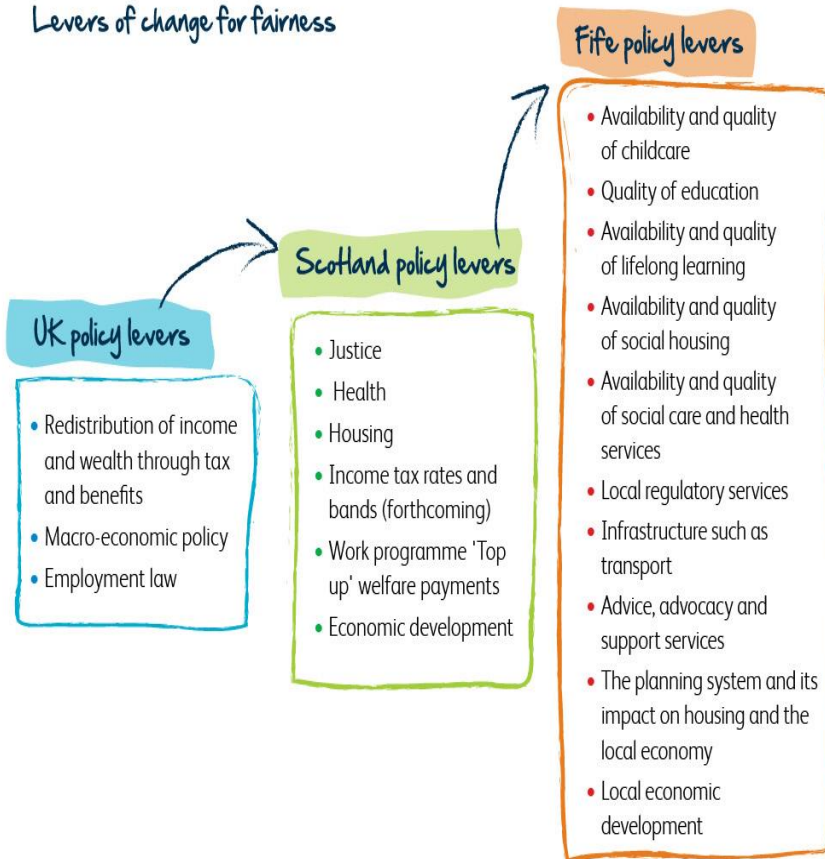 Levers of change for fairness
UK policy levers
• Redistribution of income
and wealth through tax
and benefits
• Macro-economic policy
• Employment law
Scotland policy levers
• Justice
• Health
• Housing
• Income tax rates and
bands (forthcoming)
• Work programme 'Top
up' welfare payments
• Economic development
Fife policy levers
• Availability and quality
of childcare
• Quality of education
• Availability and quality
of lifelong learning
• Availability and quality
of social housing
• Availability and quality
of social care and health
services
• Local regulatory services
• Infrastructure such as
transport
• Advice, advocacy and
support services
• The planning system and its
impact on housing and the
local economy
• Local economic
development